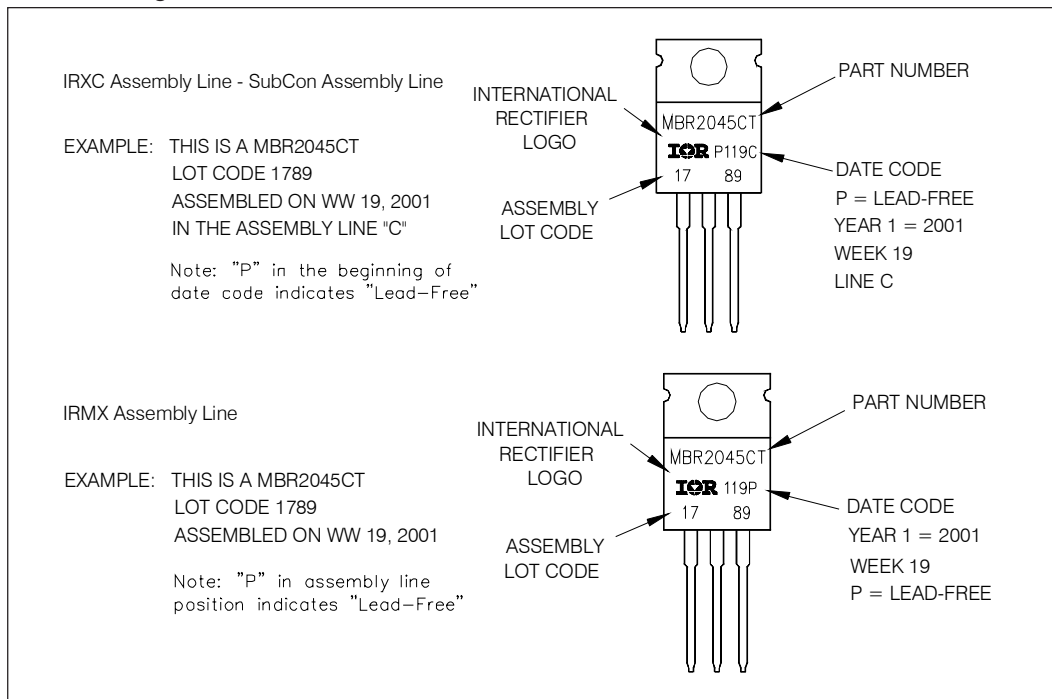 IRXC Assembly Line - SubCon Assembly Line
EXAMPLE: THIS IS A MBR2045CT
LOT CODE 1789
ASSEMBLED ON WW 19, 2001
IN THE ASSEMBLY LINE "C"
Note: "P" in the beginning of
date code indicates "Lead-Free"
INTERNATIONAL
RECTIFIER
LOGO
ASSEMBLY
LOT CODE
MBR2045CT
IOR P119C
17 89
PART NUMBER
DATE CODE
P = LEAD-FREE
YEAR 1 = 2001
WEEK 19
LINE C
IRMX Assembly Line
EXAMPLE: THIS IS A MBR2045CT
LOT CODE 1789
ASSEMBLED ON WW 19, 2001
Note: "P" in assembly line
position indicates "Lead-Free"
INTERNATIONAL
RECTIFIER
LOGO
ASSEMBLY
LOT CODE
MBR2045CT
IOR 119P
17 89
PART NUMBER
DATE CODE
YEAR 1 = 2001
WEEK 19
P = LEAD-FREE